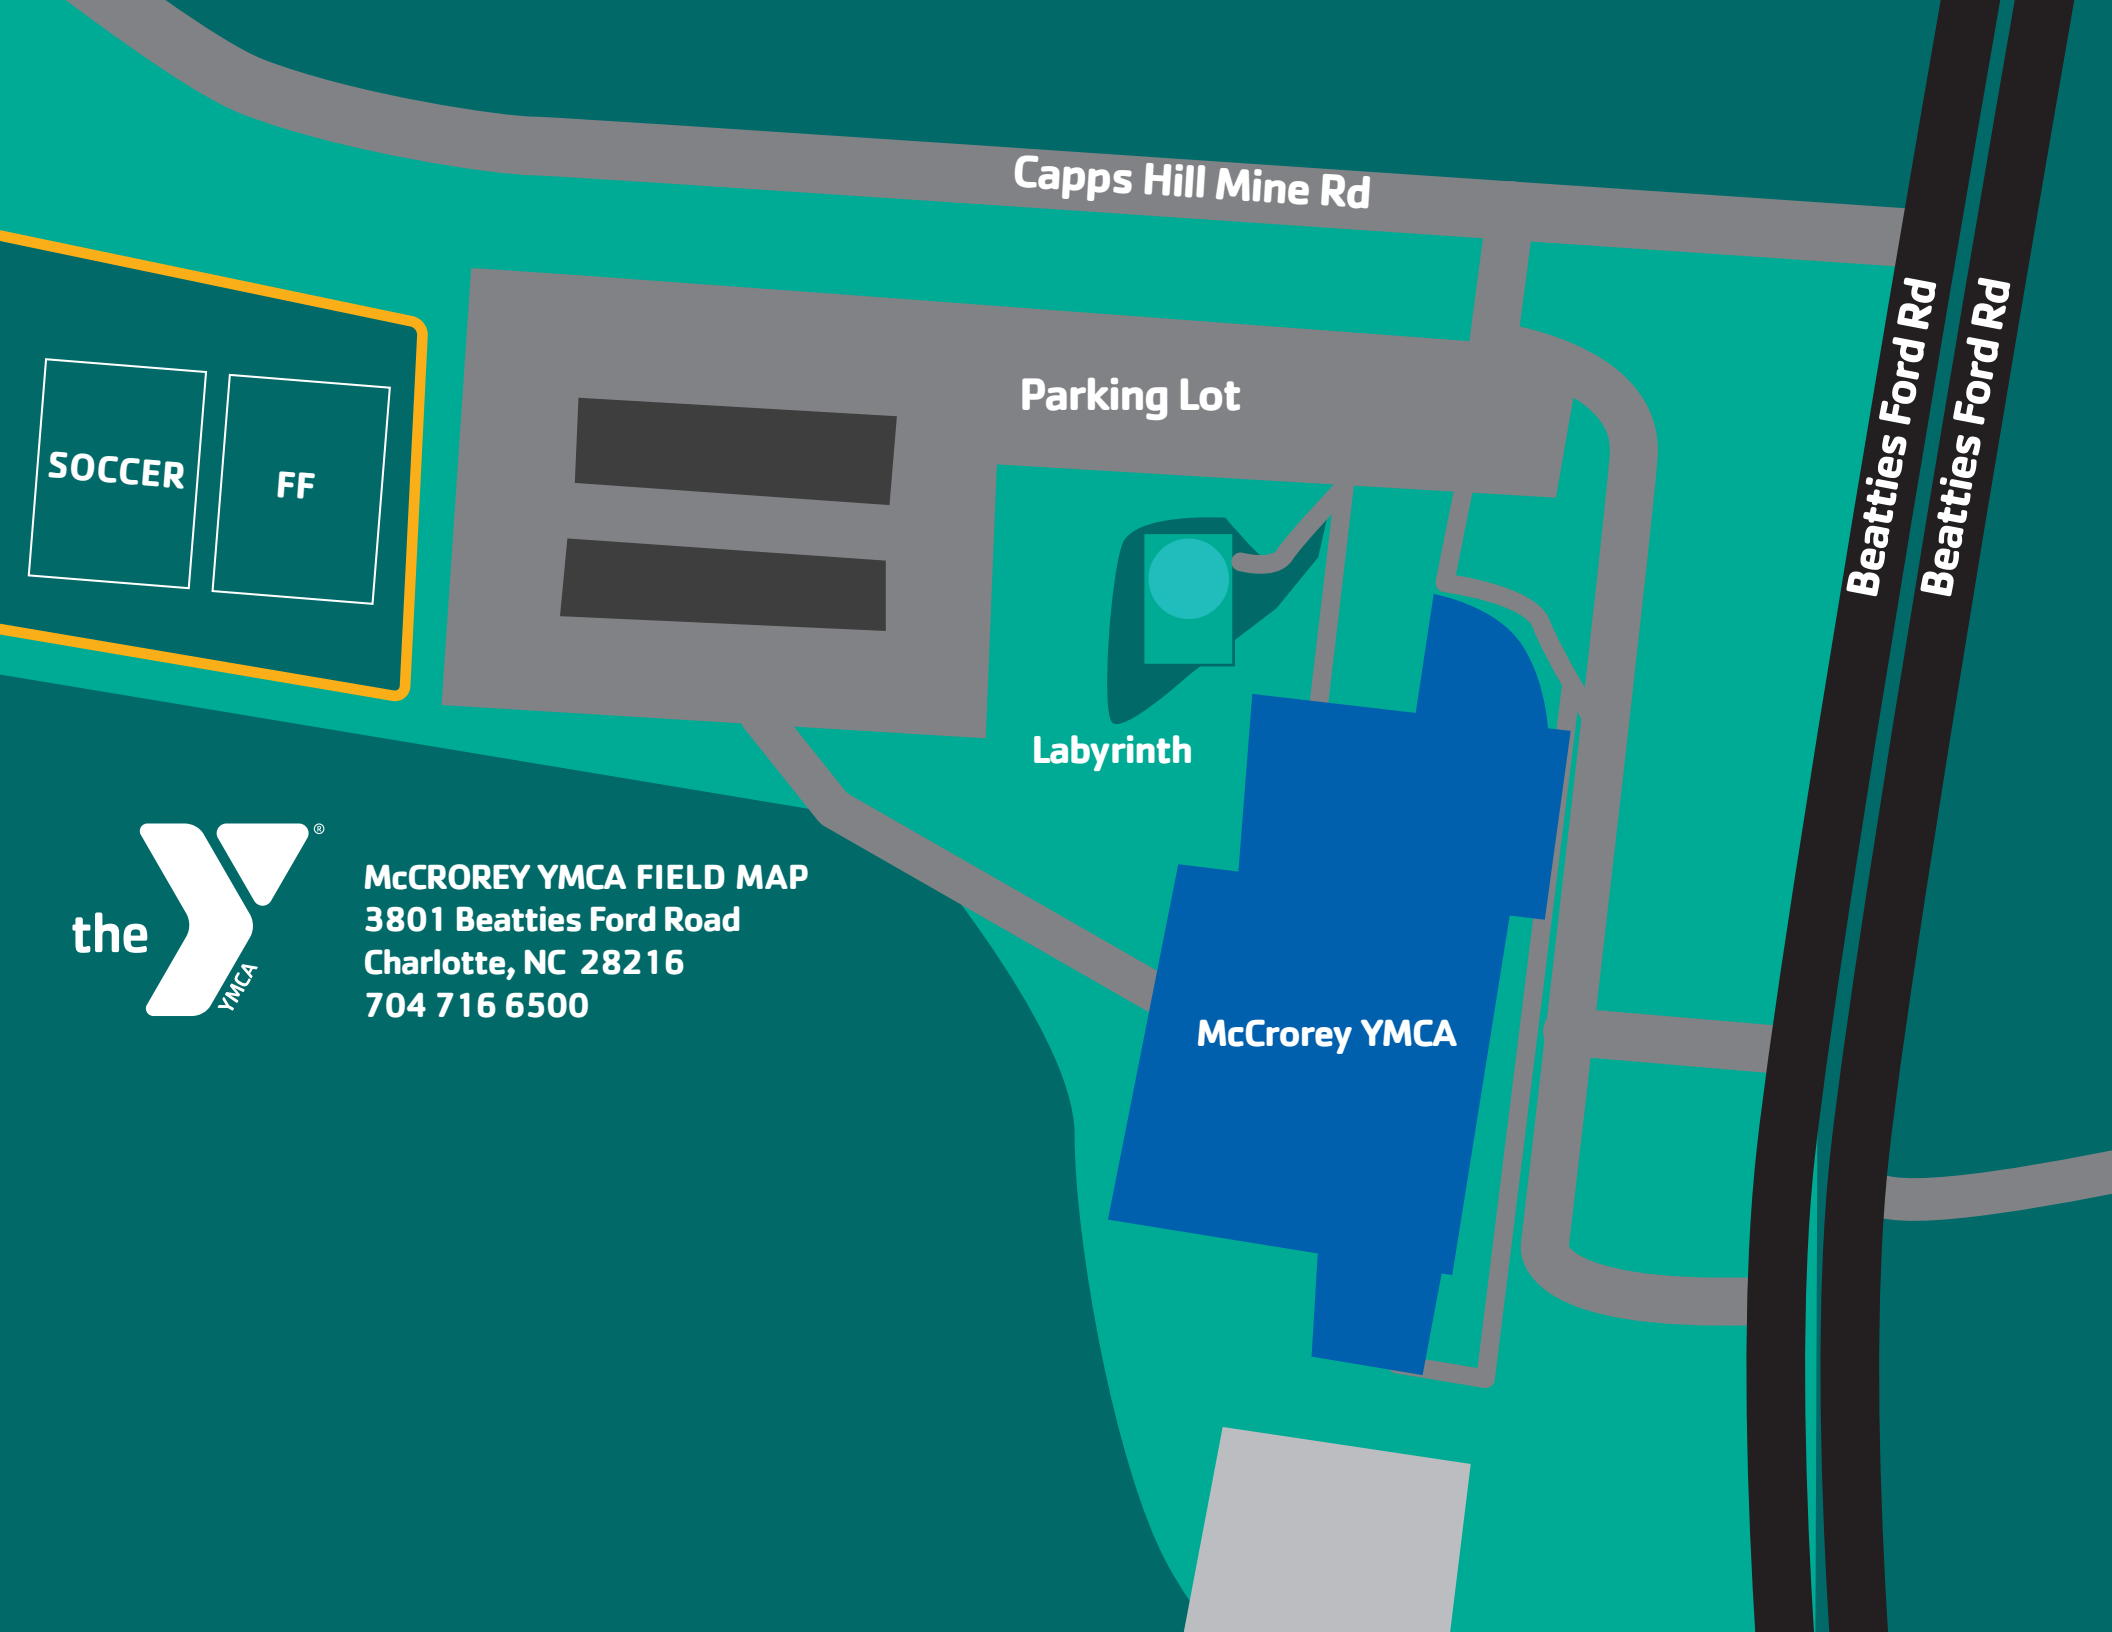 Capps Hill Mine Rd
Beatties Ford Rd
Beatties Ford Rd
Parking Lot
SOCCER
FF
Labyrinth
the
YMCA
®
McCROREY YMCA FIELD MAP
3801 Beatties Ford Road
Charlotte, NC 28216
704 716 6500
McCrorey YMCA